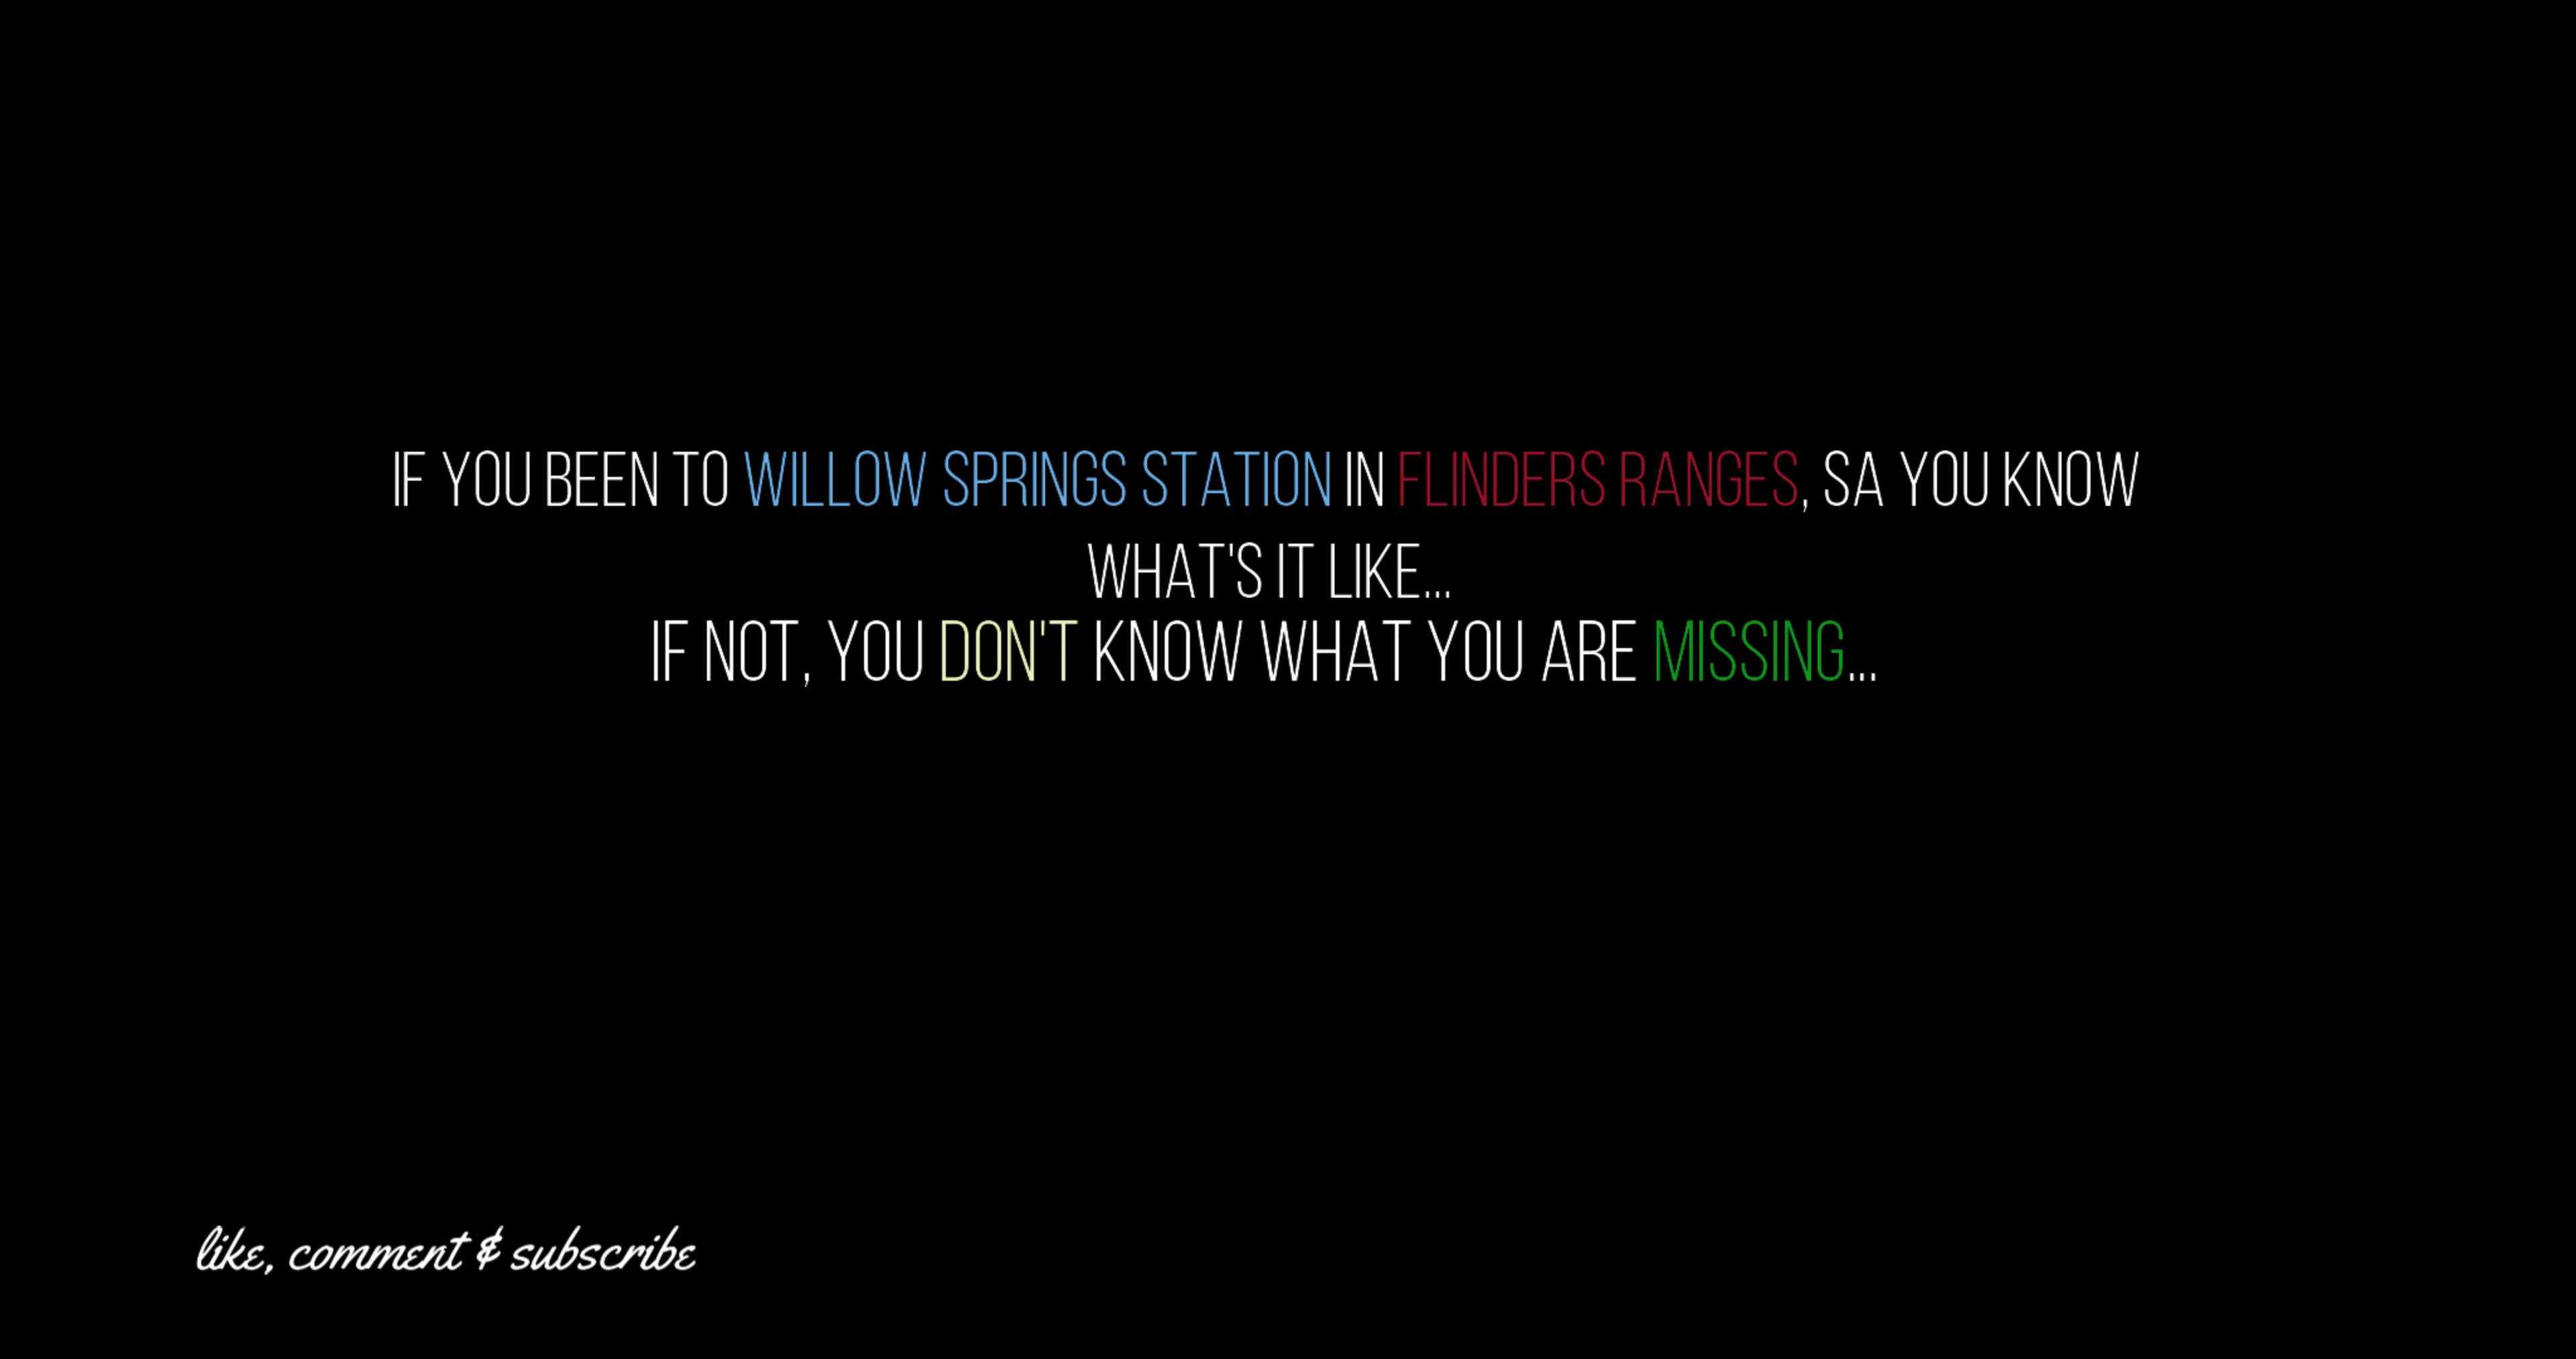 IF YOU BEEN TO WILLOW SPRINGS STATION IN FLINDERS RANGES, SA YOU KNOW
WHAT'S IT LIKE...
IF NOT, YOU DON'T KNOW WHAT YOU ARE MISSING...
like, comment & subscribe